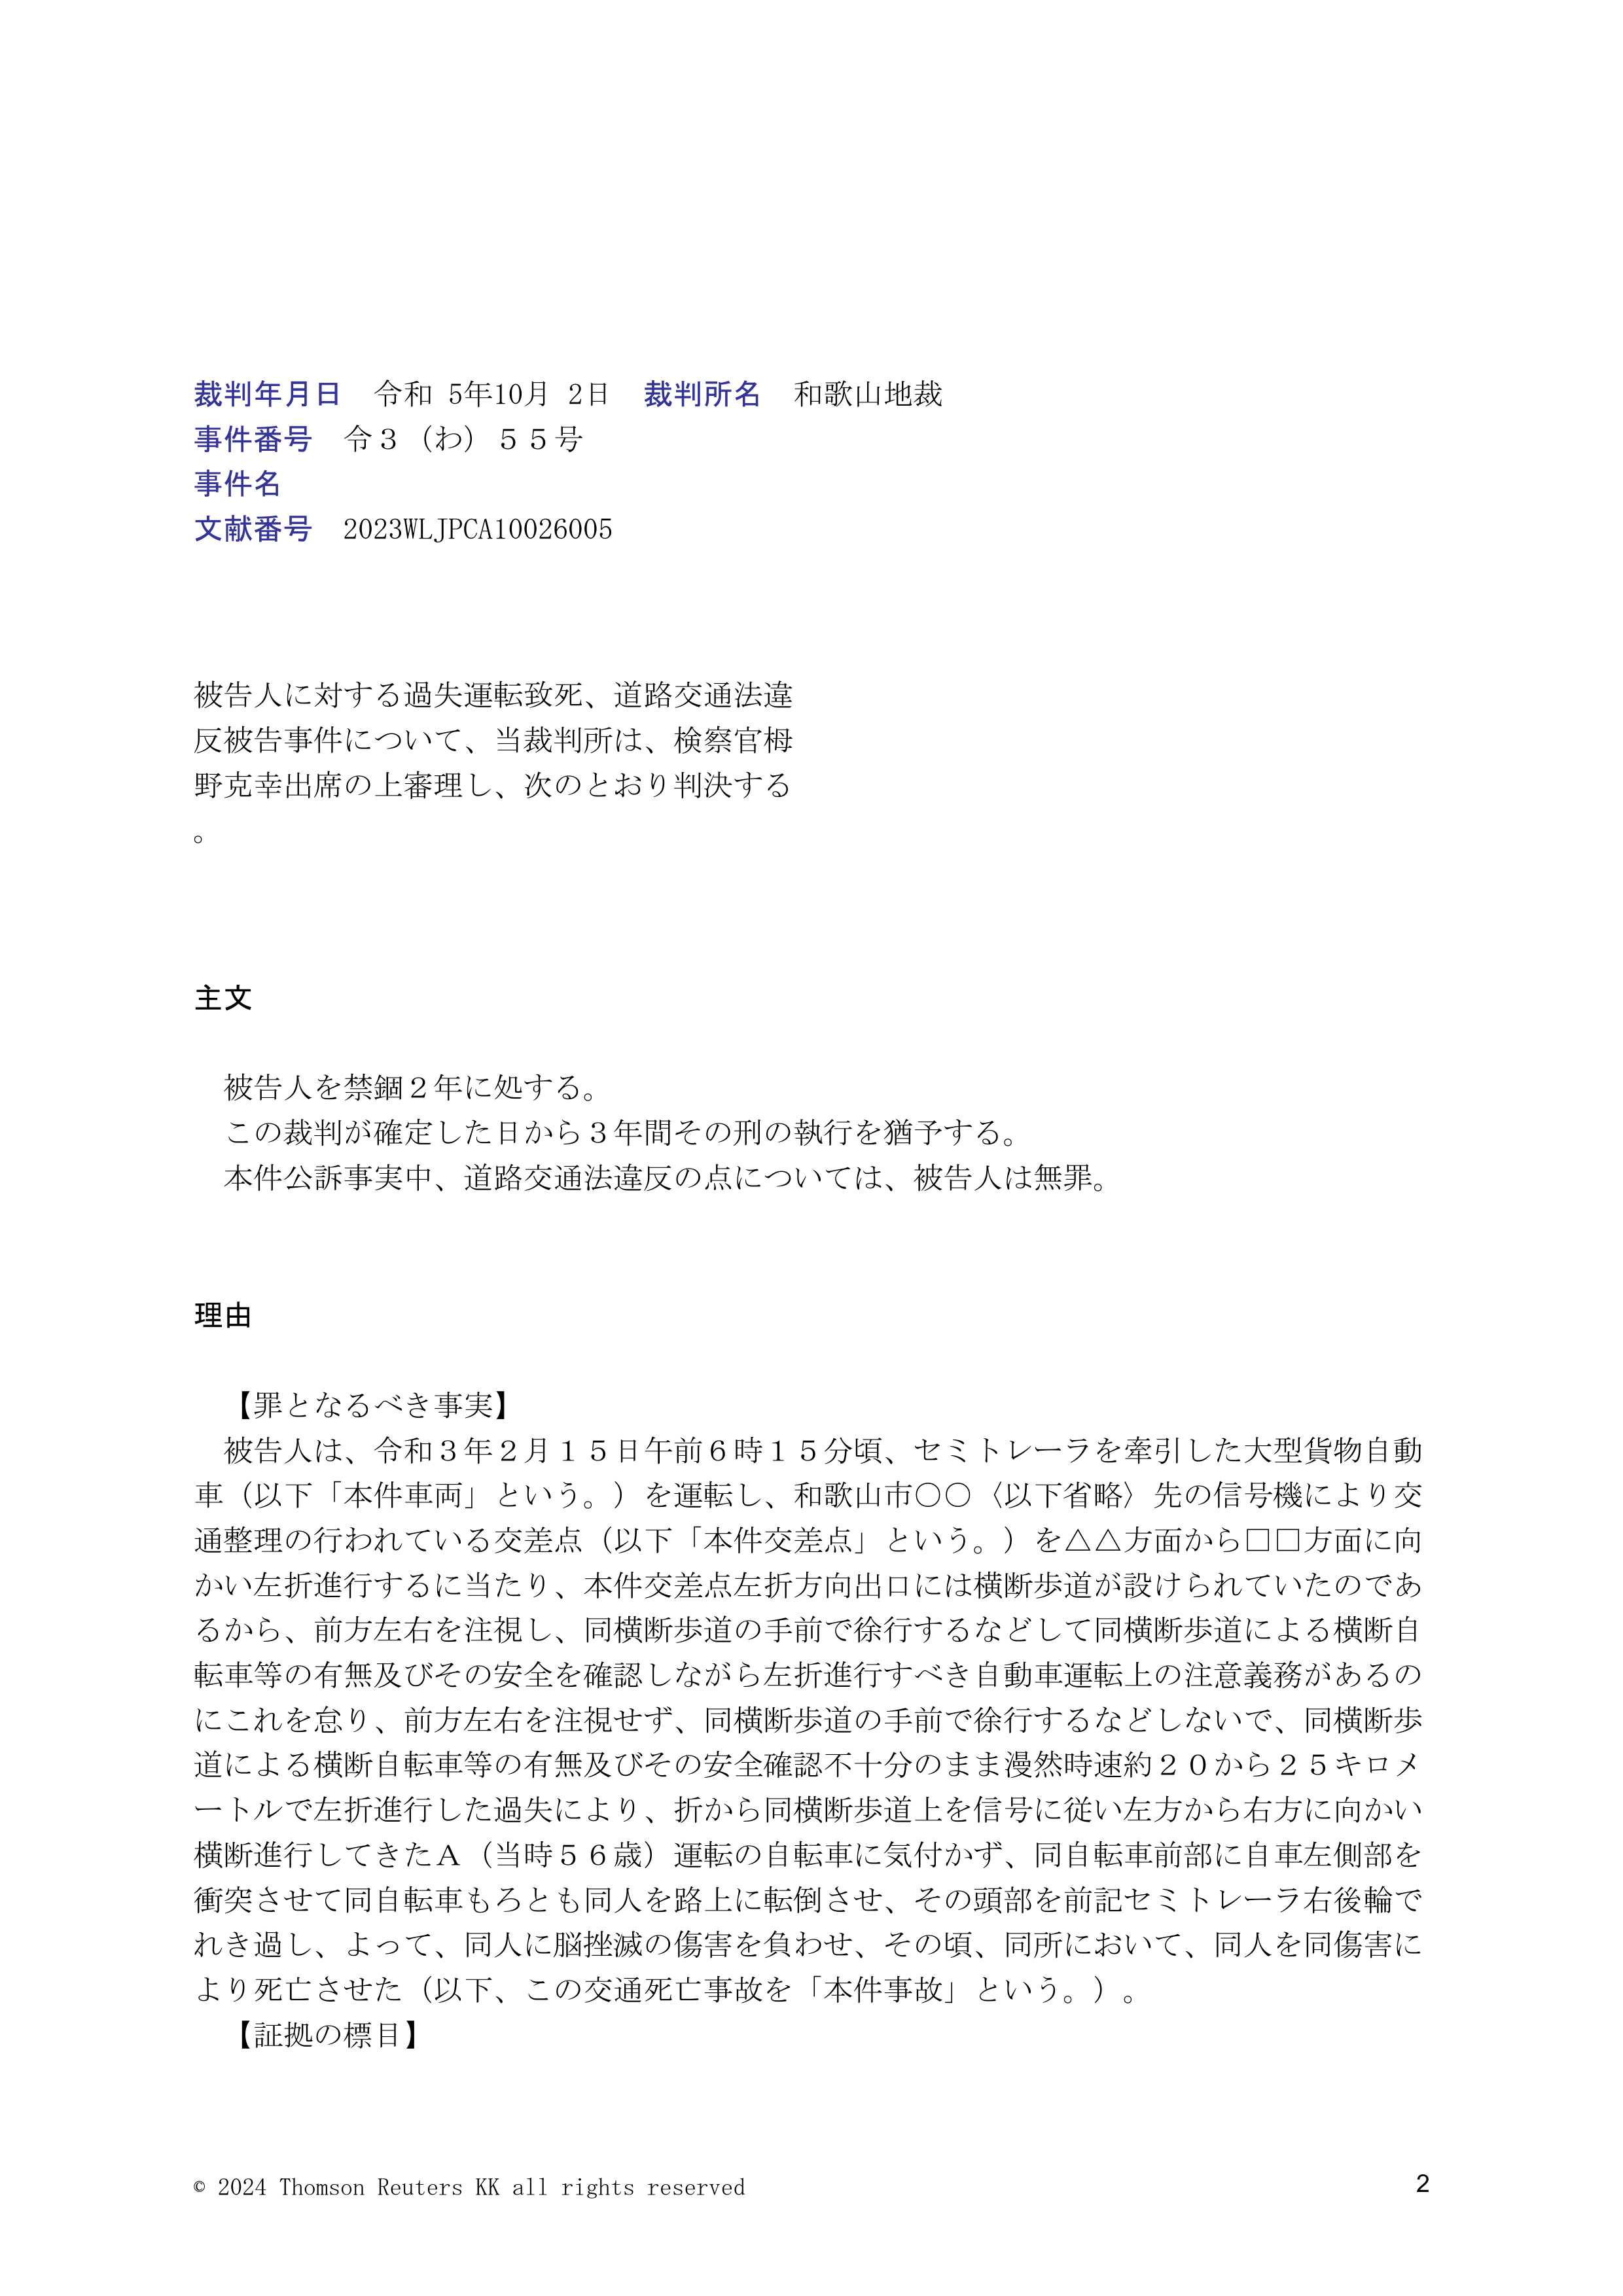 裁判年月日　令和 5年10月 2日　裁判所名　和歌山地裁
事件番号　令３（わ）５５号
事件名
文献番号　2023WLJPCA10026005
被告人に対する過失運転致死、道路交通法違
反被告事件について、当裁判所は、検察官栂
野克幸出席の上審理し、次のとおり判決する
。
主文
　被告人を禁錮２年に処する。
　この裁判が確定した日から３年間その刑の執行を猶予する。
　本件公訴事実中、道路交通法違反の点については、被告人は無罪。
理由
　【罪となるべき事実】
　被告人は、令和３年２月１５日午前６時１５分頃、セミトレーラを牽引した大型貨物自動
車（以下「本件車両」という。）を運転し、和歌山市○○〈以下省略〉先の信号機により交
通整理の行われている交差点（以下「本件交差点」という。）を△△方面から□□方面に向
かい左折進行するに当たり、本件交差点左折方向出口には横断歩道が設けられていたのであ
るから、前方左右を注視し、同横断歩道の手前で徐行するなどして同横断歩道による横断自
転車等の有無及びその安全を確認しながら左折進行すべき自動車運転上の注意義務があるの
にこれを怠り、前方左右を注視せず、同横断歩道の手前で徐行するなどしないで、同横断歩
道による横断自転車等の有無及びその安全確認不十分のまま漫然時速約２０から２５キロメ
ートルで左折進行した過失により、折から同横断歩道上を信号に従い左方から右方に向かい
横断進行してきたＡ（当時５６歳）運転の自転車に気付かず、同自転車前部に自車左側部を
衝突させて同自転車もろとも同人を路上に転倒させ、その頭部を前記セミトレーラ右後輪で
れき過し、よって、同人に脳挫滅の傷害を負わせ、その頃、同所において、同人を同傷害に
より死亡させた（以下、この交通死亡事故を「本件事故」という。）。
　【証拠の標目】
© 2024 Thomson Reuters KK all rights reserved
2